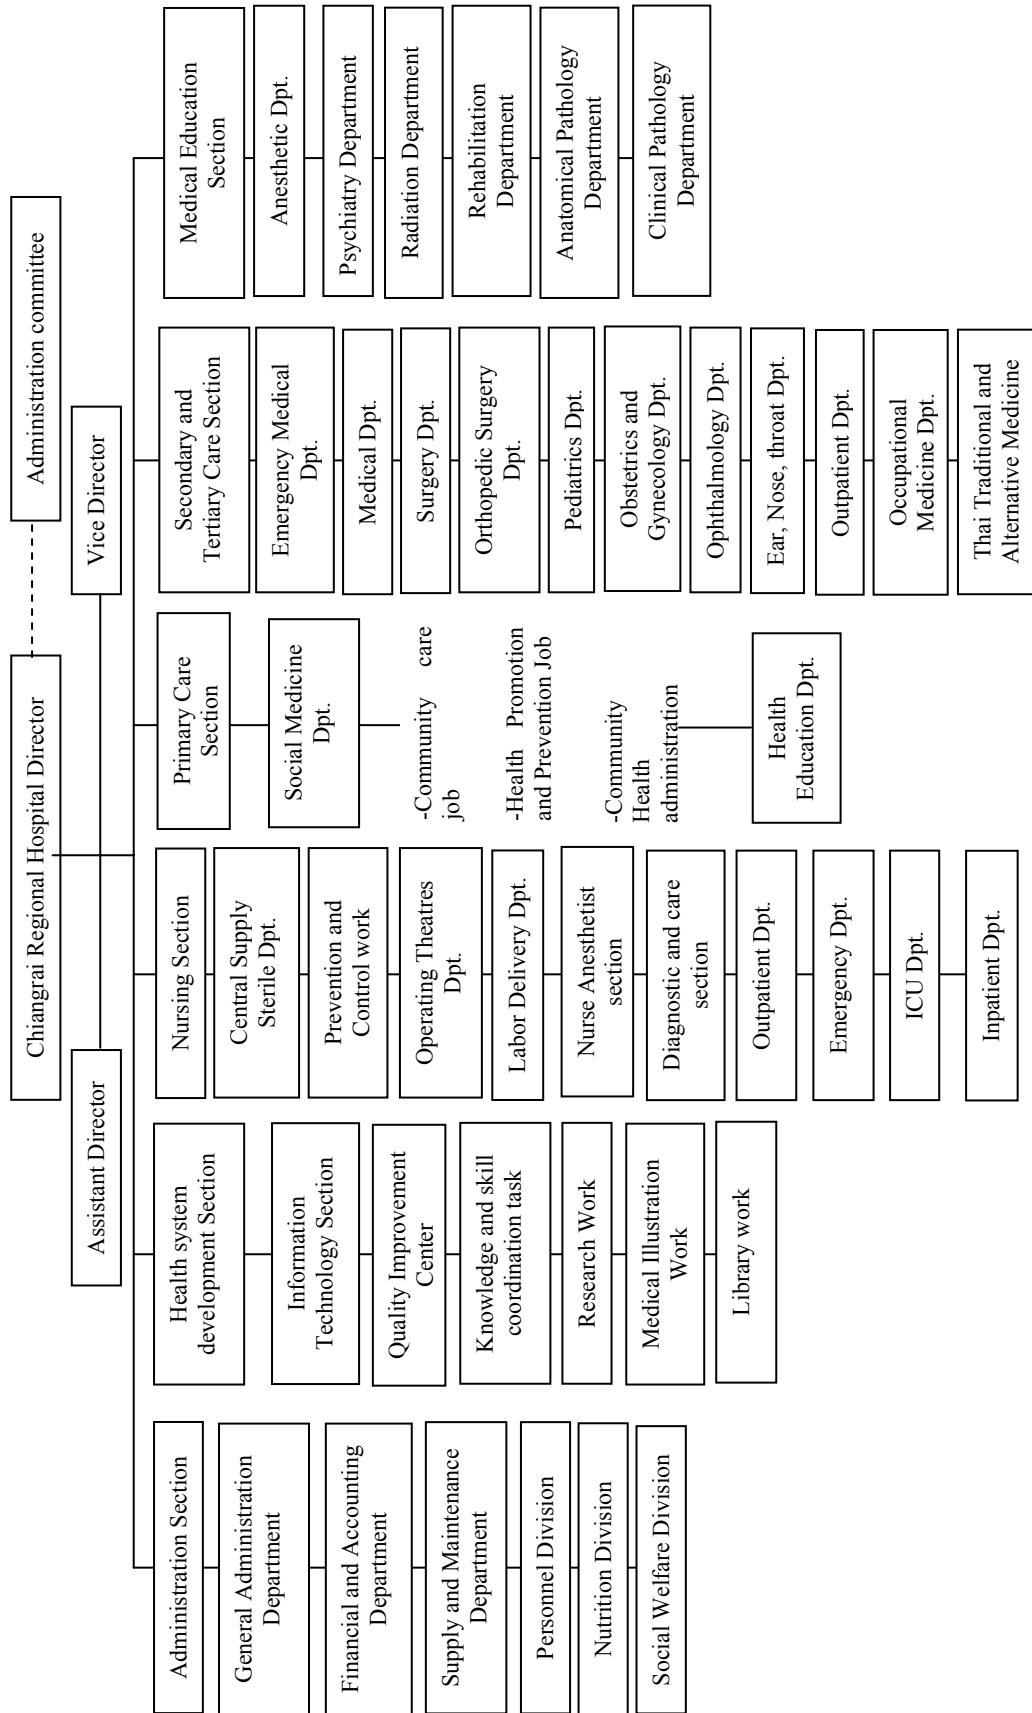 Chiangrai Regional Hospital Director
Administration committee
Assistant Director
Vice Director
Administration Section
General Administration
Department
Financial and Accounting
Department
Supply and Maintenance
Department
Personnel Division
Nutrition Division
Social Welfare Division
Health system
development Section
Information
Technology Section
Quality Improvement
Center
Knowledge and skill
coordination task
Research Work
Medical Illustration
Work
Library work
Nursing Section
Central Supply
Sterile Dpt.
Prevention and
Control work
Operating Theatres
Dpt.
Labor Delivery Dpt.
Nurse Anesthetist
section
Diagnostic and care
section
Outpatient Dpt.
Emergency Dpt.
ICU Dpt.
Inpatient Dpt.
Primary Care
Section
Social Medicine
Dpt.
-Community care
job
-Health Promotion
and Prevention Job
-Community
Health
administration
Health
Education Dpt.
Secondary and
Tertiary Care Section
Emergency Medical
Dpt.
Medical Dpt.
Surgery Dpt.
Orthopedic Surgery
Dpt.
Pediatrics Dpt.
Obstetrics and
Gynecology Dpt.
Ophthalmology Dpt.
Ear, Nose, throat Dpt.
Outpatient Dpt.
Occupational
Medicine Dpt.
Thai Traditional and
Alternative Medicine
Medical Education
Section
Anesthetic Dpt.
Psychiatry Department
Radiation Department
Rehabilitation
Department
Anatomical Pathology
Department
Clinical Pathology
Department